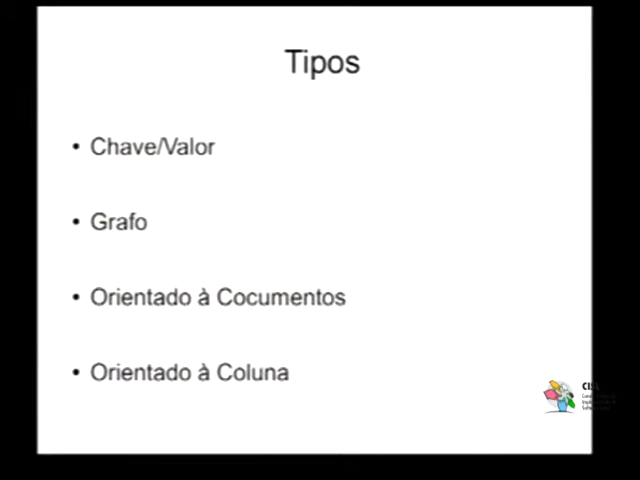 Tipos
• Chave/Valor
• Grafo
• Orientado à Cocumentos
• Orientado à Coluna